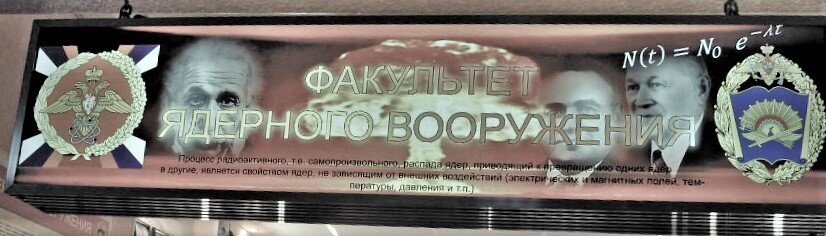 ФАКУЛЬТЕТ
N(t) = N₀ e^{-λt}
ЯДЕРНОГО ВООРУЖЕНИЯ
Процесс радиоактивного, т.е. самопроизвольного, распада ядер, приводящий к превращению одних ядер
в другие, является свойством ядер, не зависящим от внешних воздействий (электрических и магнитных полей, тем-
пературы, давления и т.п.)